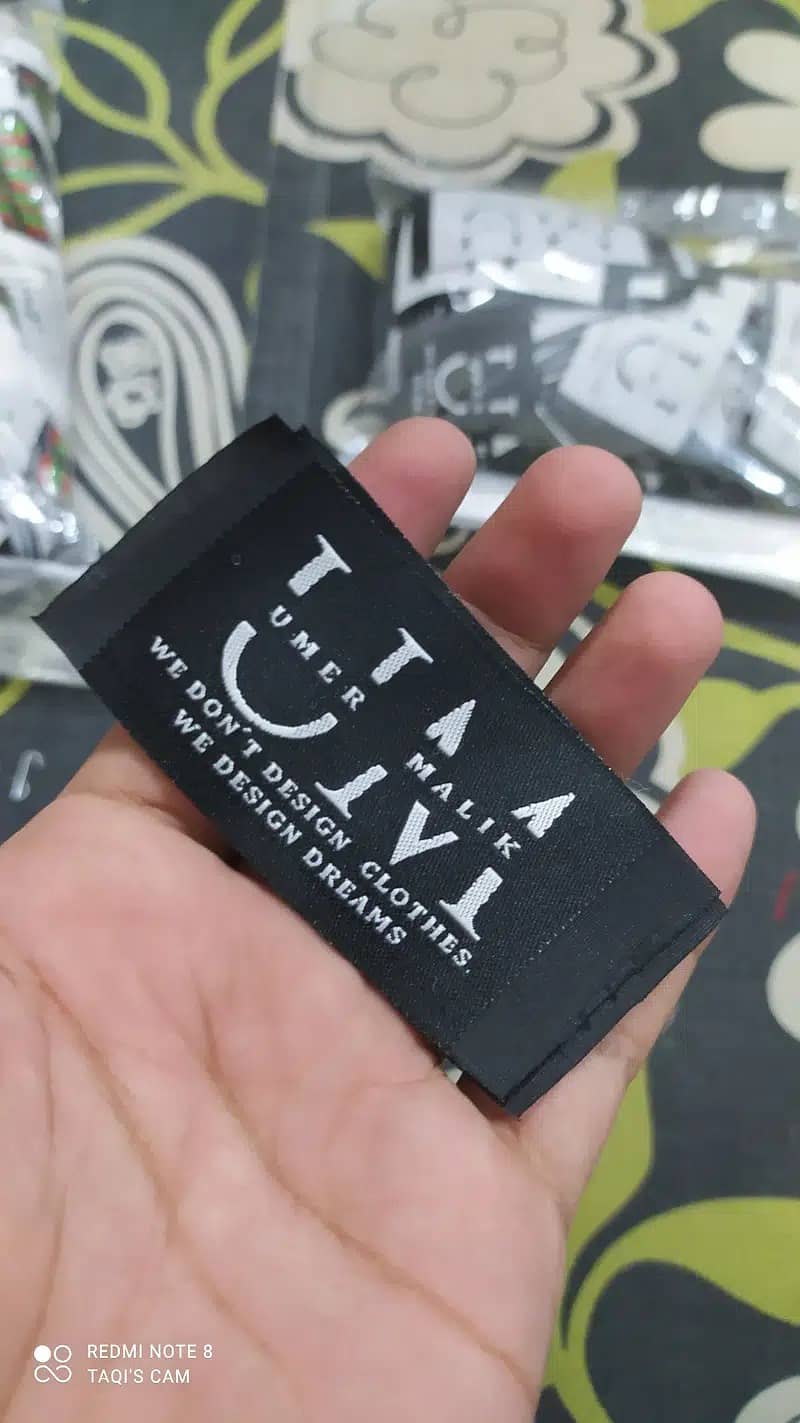 U M
UMER MALIK
WE DON'T DESIGN CLOTHES.
WE DESIGN DREAMS
REDMI NOTE 8
TAQI'S CAM